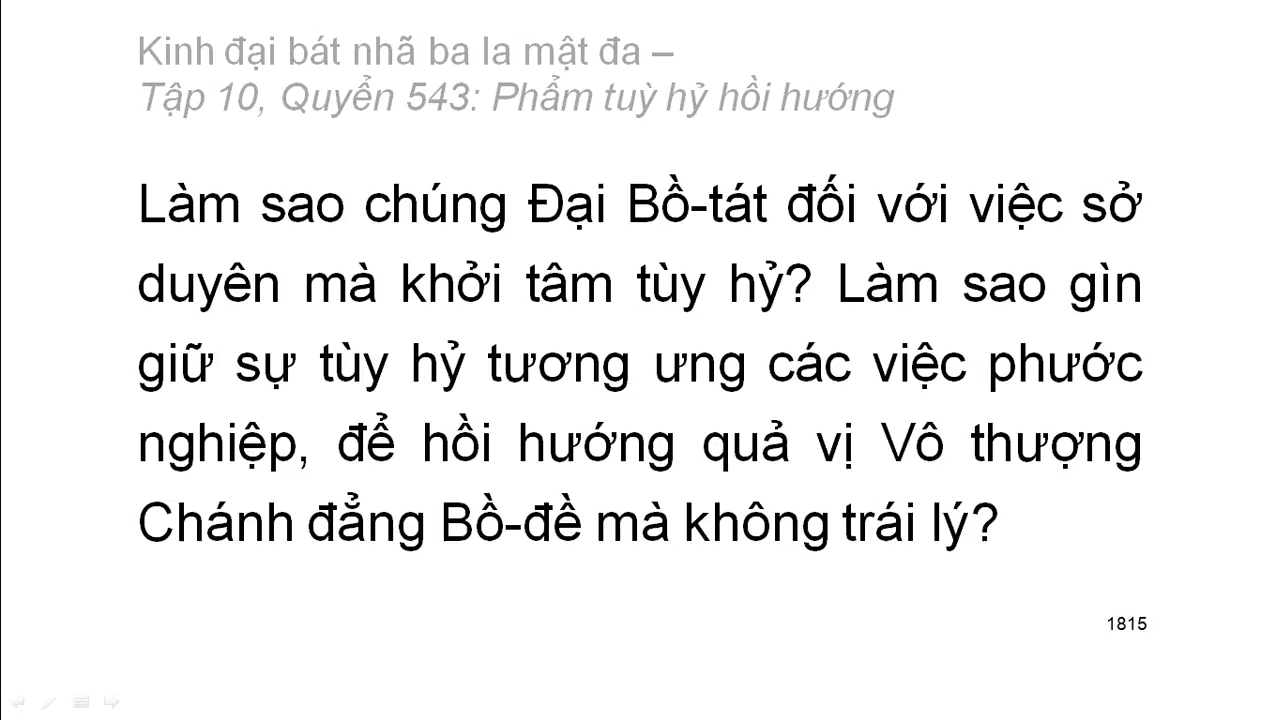 Kinh đại bát nhã ba la mật đa –
Tập 10, Quyển 543: Phẩm tuỳ hỷ hồi hướng
Làm sao chúng Đại Bồ-tát đối với việc sở
duyên mà khởi tâm tùy hỷ? Làm sao gìn
giữ sự tùy hỷ tương ưng các việc phước
nghiệp, để hồi hướng quả vị Vô thượng
Chánh đẳng Bồ-đề mà không trái lý?
1815